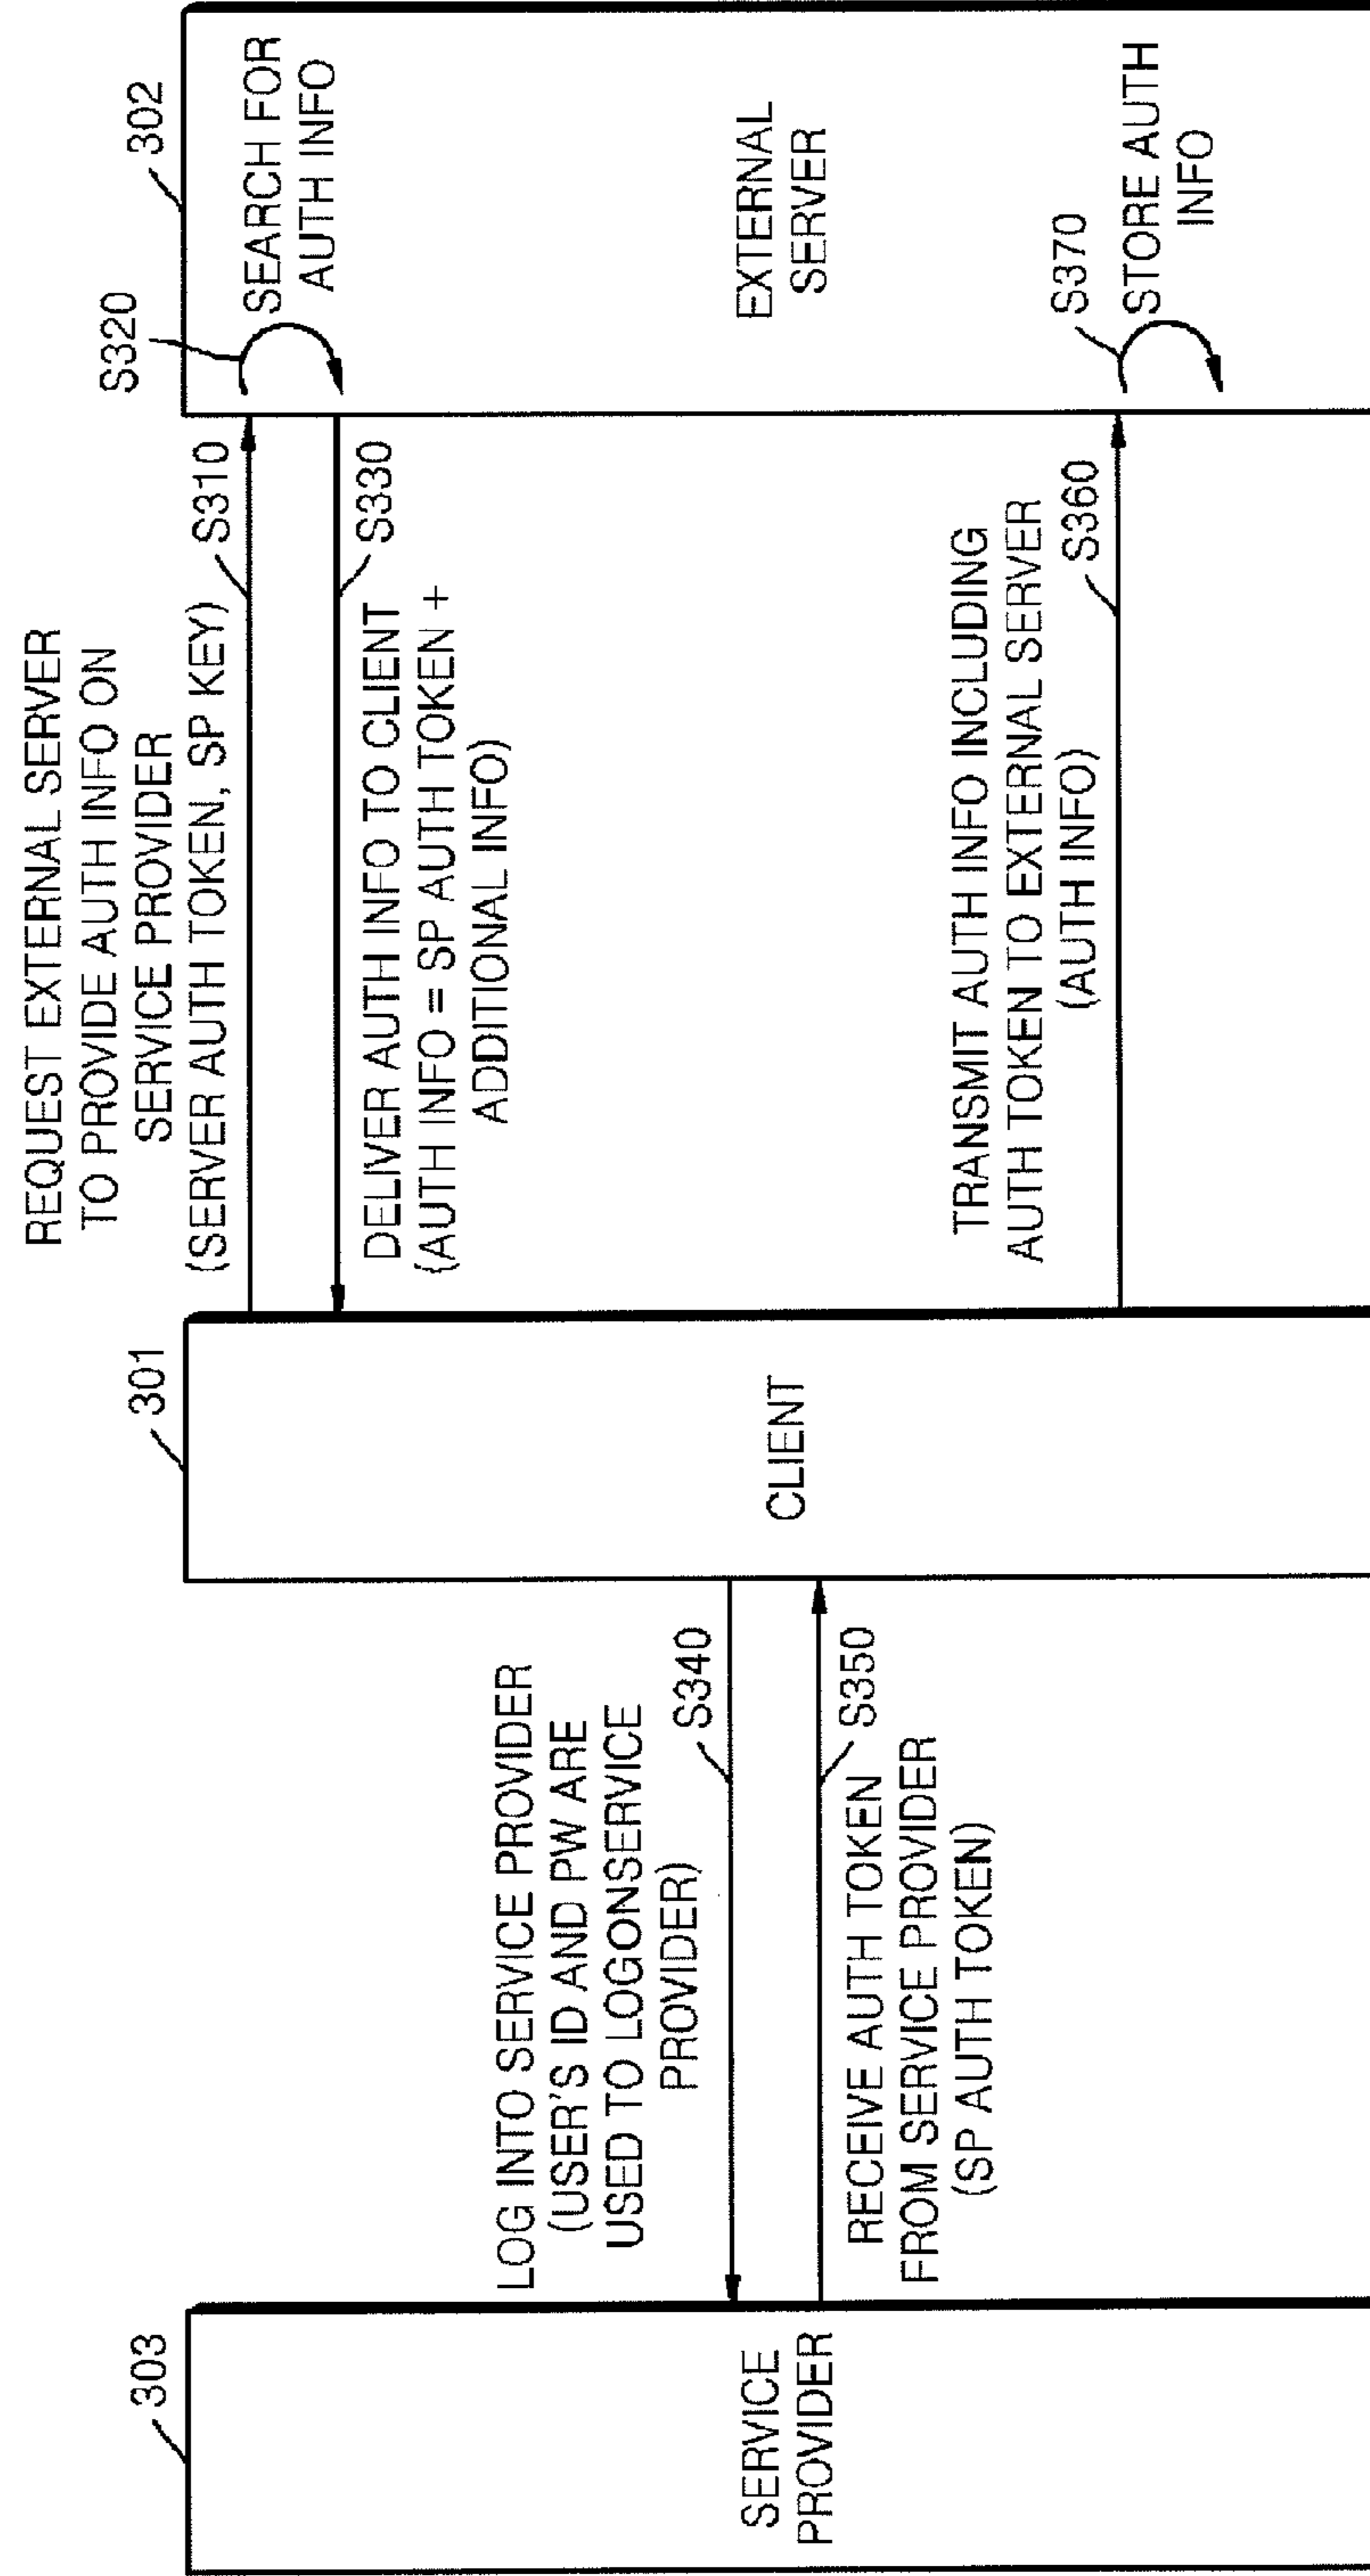 303
301
302
SERVICE
PROVIDER
CLIENT
EXTERNAL
SERVER
REQUEST EXTERNAL SERVER
TO PROVIDE AUTH INFO ON
SERVICE PROVIDER
(SERVER AUTH TOKEN, SP KEY)
S310
S320
SEARCH FOR
AUTH INFO
S330
DELIVER AUTH INFO TO CLIENT
(AUTH INFO = SP AUTH TOKEN +
ADDITIONAL INFO)
LOG INTO SERVICE PROVIDER
(USER'S ID AND PW ARE
USED TO LOGONSERVICE
PROVIDER)
S340
S350
RECEIVE AUTH TOKEN
FROM SERVICE PROVIDER
(SP AUTH TOKEN)
TRANSMIT AUTH INFO INCLUDING
AUTH TOKEN TO EXTERNAL SERVER
(AUTH INFO)
S360
S370
STORE AUTH
INFO